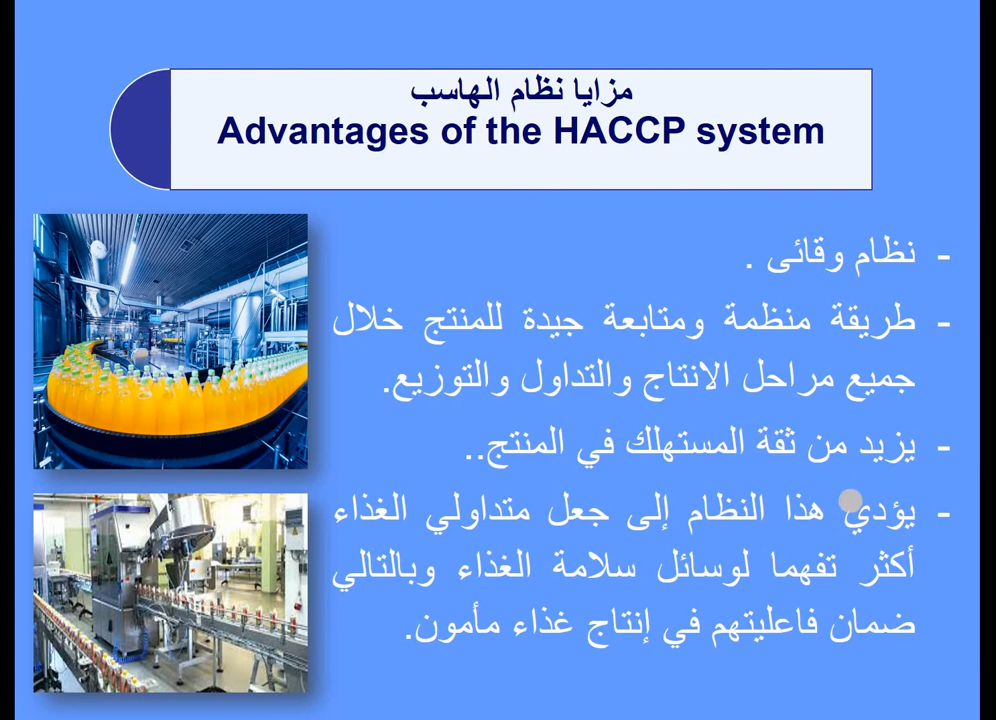 مزايا نظام الهاسب
Advantages of the HACCP system
- نظام وقائى .
- طريقة منظمة ومتابعة جيدة للمنتج خلال
جميع مراحل الانتاج والتداول والتوزيع.
- يزيد من ثقة المستهلك في المنتج..
- يؤدي هذا النظام إلى جعل متداولي الغذاء
أكثر تفهما لوسائل سلامة الغذاء وبالتالي
ضمان فاعليتهم في إنتاج غذاء مأمون.